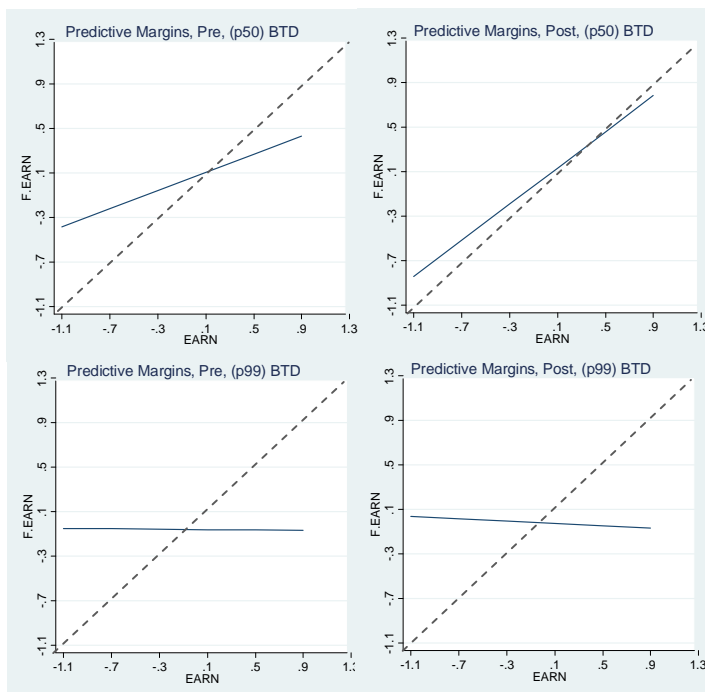 Predictive Margins, Pre, (p50) BTD
1.3
.9
.5
.1
-.3
-.7
-1.1
F.EARN
-1.1 -.7 -.3 .1 .5 .9 1.3
EARN
Predictive Margins, Post, (p50) BTD
1.3
.9
.5
.1
-.3
-.7
-1.1
F.EARN
-1.1 -.7 -.3 .1 .5 .9 1.3
EARN
Predictive Margins, Pre, (p99) BTD
1.3
.9
.5
.1
-.3
-.7
-1.1
F.EARN
-1.1 -.7 -.3 .1 .5 .9 1.3
EARN
Predictive Margins, Post, (p99) BTD
1.3
.9
.5
.1
-.3
-.7
-1.1
F.EARN
-1.1 -.7 -.3 .1 .5 .9
EARN